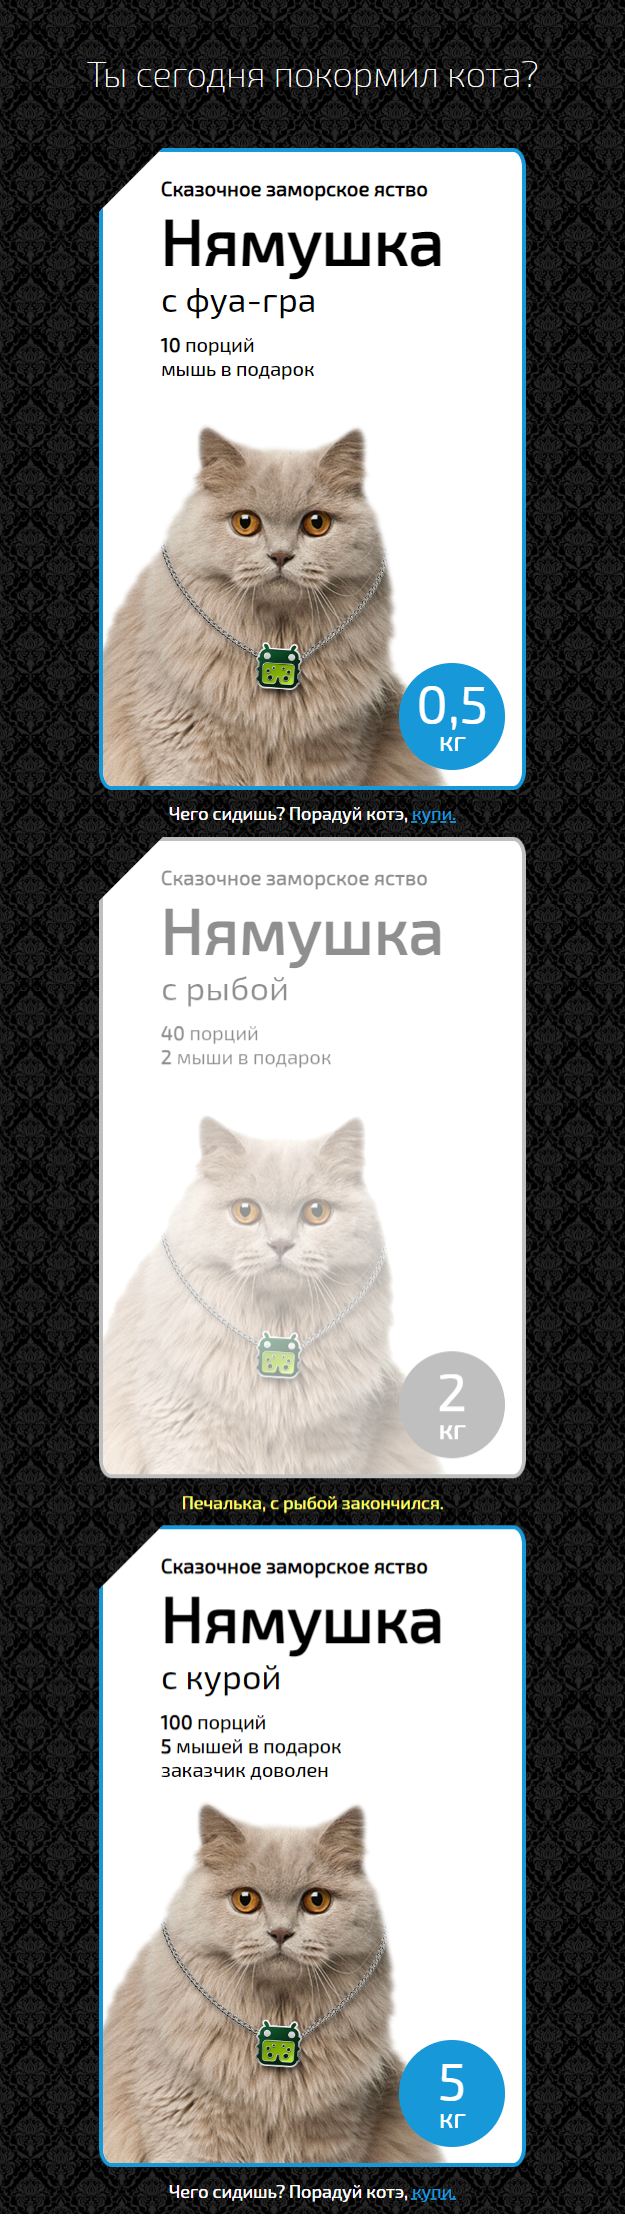 Ты сегодня покормил кота?
Сказочное заморское яство
Нямушка
с фуа-гра
10 порций
мышь в подарок
0,5
кг
Чего сидишь? Порадуй котэ, купи.
Сказочное заморское яство
Нямушка
с рыбой
40 порций
2 мыши в подарок
2
кг
Печалька, с рыбой закончился.
Сказочное заморское яство
Нямушка
с курой
100 порций
5 мышей в подарок
заказчик доволен
5
кг
Чего сидишь? Порадуй котэ, купи.